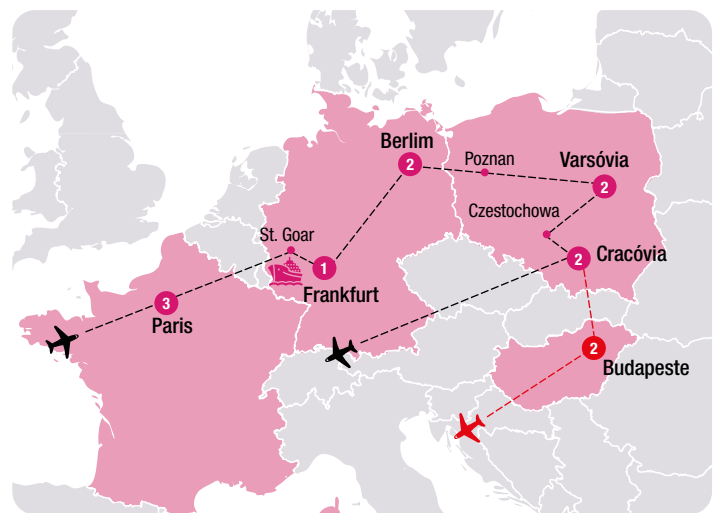 Berlim
2
Poznan
Varsóvia
2
Czestochowa
St. Goar
1
Frankfurt
2
Cracóvia
3
Paris
2
Budapeste